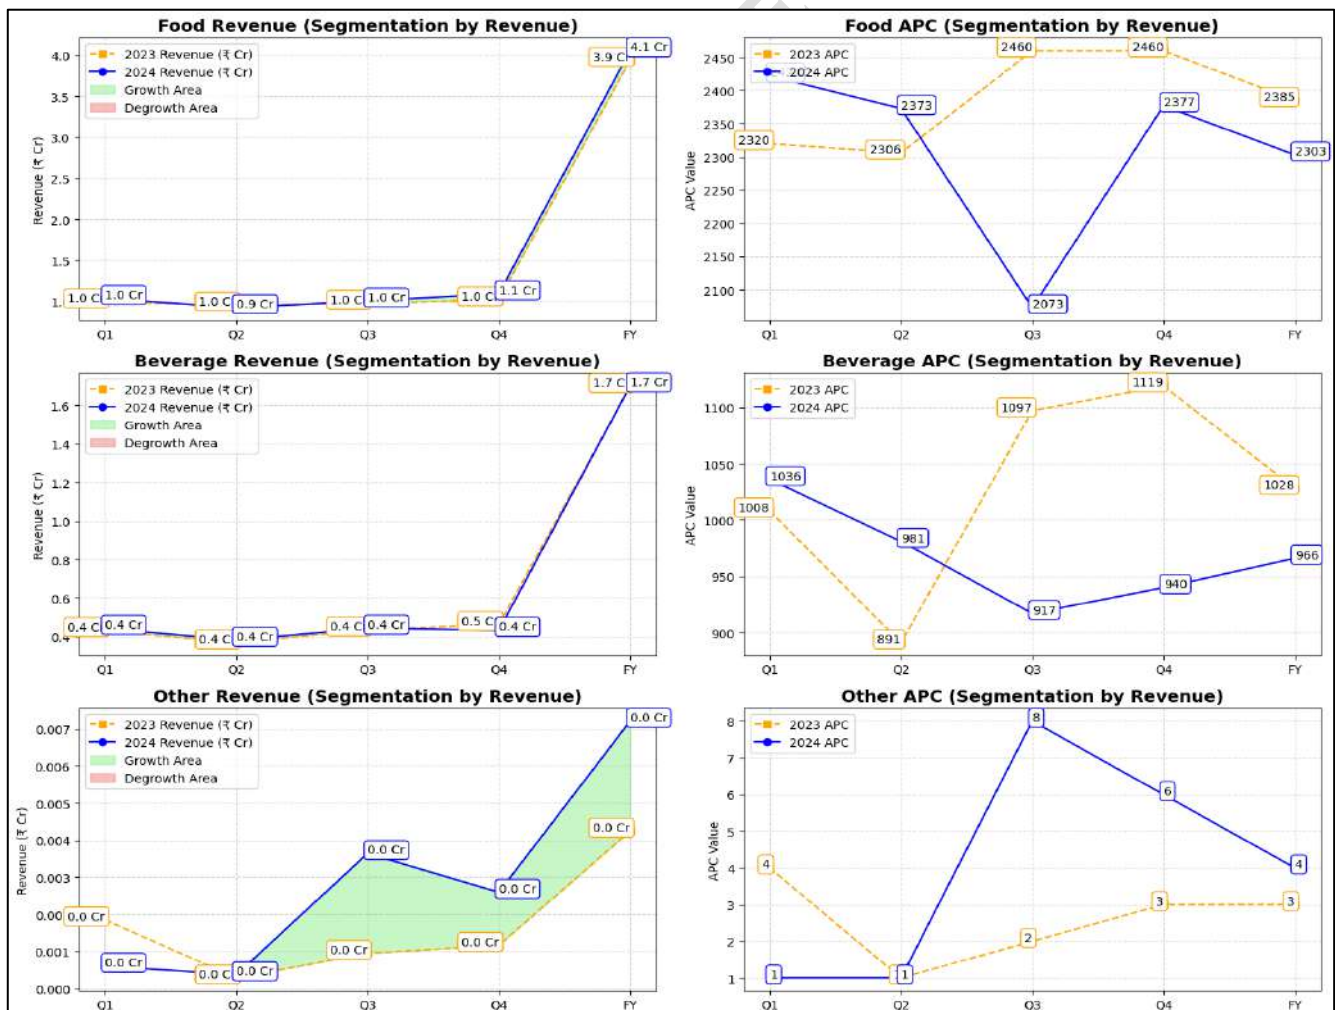 Food Revenue (Segmentation by Revenue)
2023 Revenue (₹ Cr)
2024 Revenue (₹ Cr)
Growth Area
Degrowth Area
Revenue (₹ Cr)
4.0
3.5
3.0
2.5
2.0
1.5
1.0 C
1.0 Cr
1.0 C
0.9 Cr
1.0 C
1.0 Cr
1.0 C
1.1 Cr
3.9 C
4.1 Cr
Q1
Q2
Q3
Q4
FY
Food APC (Segmentation by Revenue)
2023 APC
2024 APC
APC Value
2450
2400
2350
2300
2250
2200
2150
2100
2320
2306
2373
2460
2073
2460
2377
2385
2303
Q1
Q2
Q3
Q4
FY
Beverage Revenue (Segmentation by Revenue)
2023 Revenue (₹ Cr)
2024 Revenue (₹ Cr)
Growth Area
Degrowth Area
Revenue (₹ Cr)
1.6
1.4
1.2
1.0
0.8
0.6
0.4
0.4 C
0.4 Cr
0.4 C
0.4 Cr
0.4 C
0.4 Cr
0.5 C
0.4 Cr
1.7 C
1.7 Cr
Q1
Q2
Q3
Q4
FY
Beverage APC (Segmentation by Revenue)
2023 APC
2024 APC
APC Value
1100
1050
1000
950
900
1008
1036
891
981
1097
917
1119
940
1028
966
Q1
Q2
Q3
Q4
FY
Other Revenue (Segmentation by Revenue)
2023 Revenue (₹ Cr)
2024 Revenue (₹ Cr)
Growth Area
Degrowth Area
Revenue (₹ Cr)
0.007
0.006
0.005
0.004
0.003
0.001
0.000
0.0 Cr
0.0 Cr
0.0 C
0.0 Cr
0.0 Cr
0.0 Cr
0.0 Cr
0.0 Cr
0.0 Cr
0.0 Cr
Q1
Q2
Q3
Q4
FY
Other APC (Segmentation by Revenue)
2023 APC
2024 APC
APC Value
8
7
6
5
4
3
2
1
4
1
1
2
8
3
6
3
4
Q1
Q2
Q3
Q4
FY